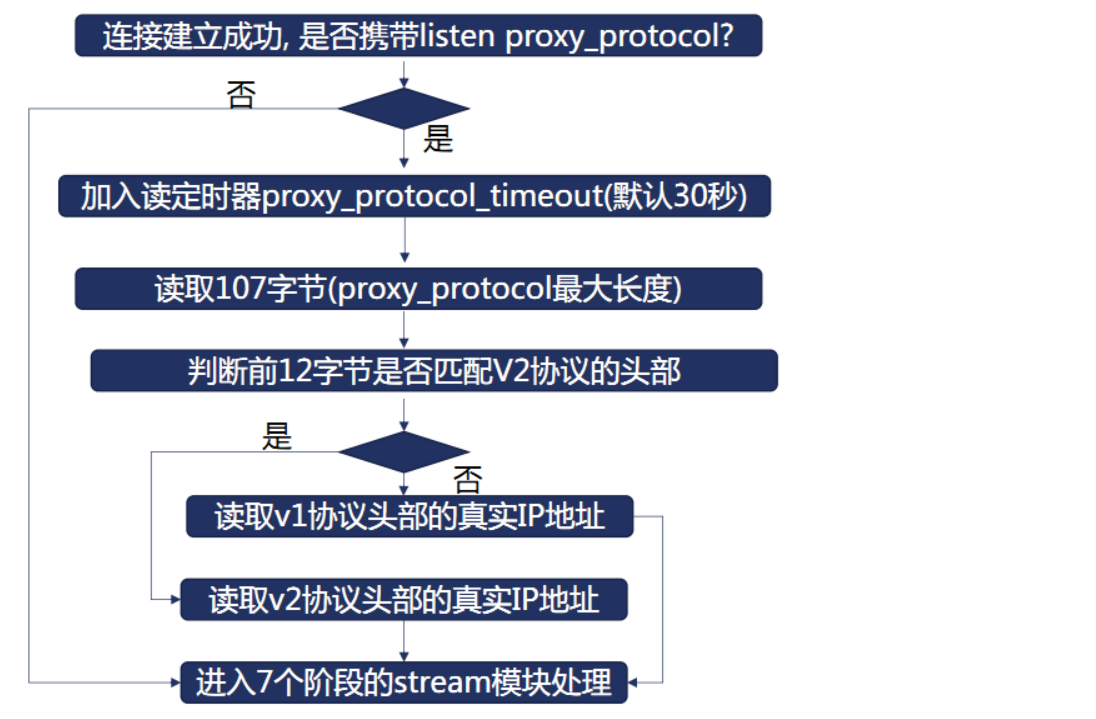 连接建立成功, 是否携带listen proxy_protocol?
否
是
加入读定时器proxy_protocol_timeout(默认30秒)
读取107字节(proxy_protocol最大长度)
判断前12字节是否匹配V2协议的头部
是
否
读取v1协议头部的真实IP地址
读取v2协议头部的真实IP地址
进入7个阶段的stream模块处理